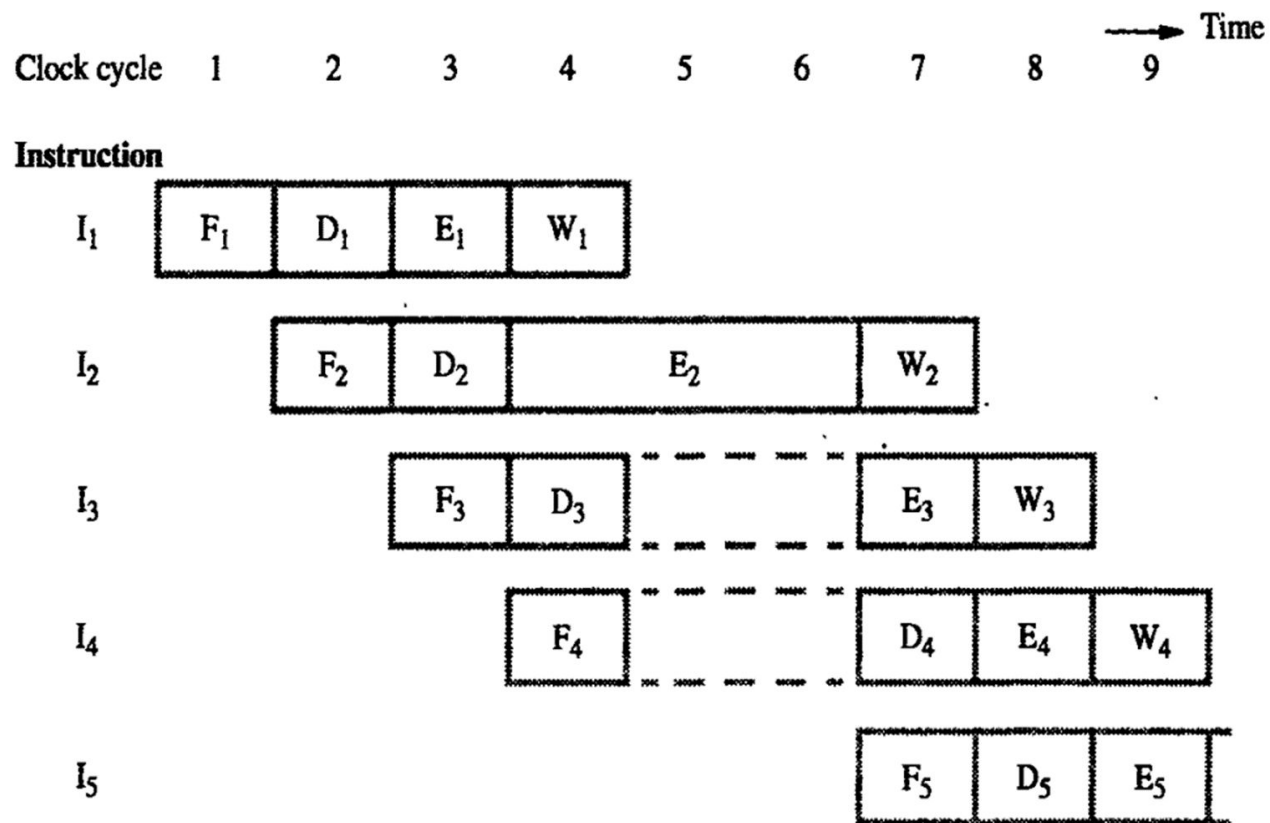 Time
Clock cycle 1 2 3 4 5 6 7 8 9
Instruction
I₁ F₁ D₁ E₁ W₁
I₂ F₂ D₂ E₂ W₂
I₃ F₃ D₃ E₃ W₃
I₄ F₄ D₄ E₄ W₄
I₅ F₅ D₅ E₅